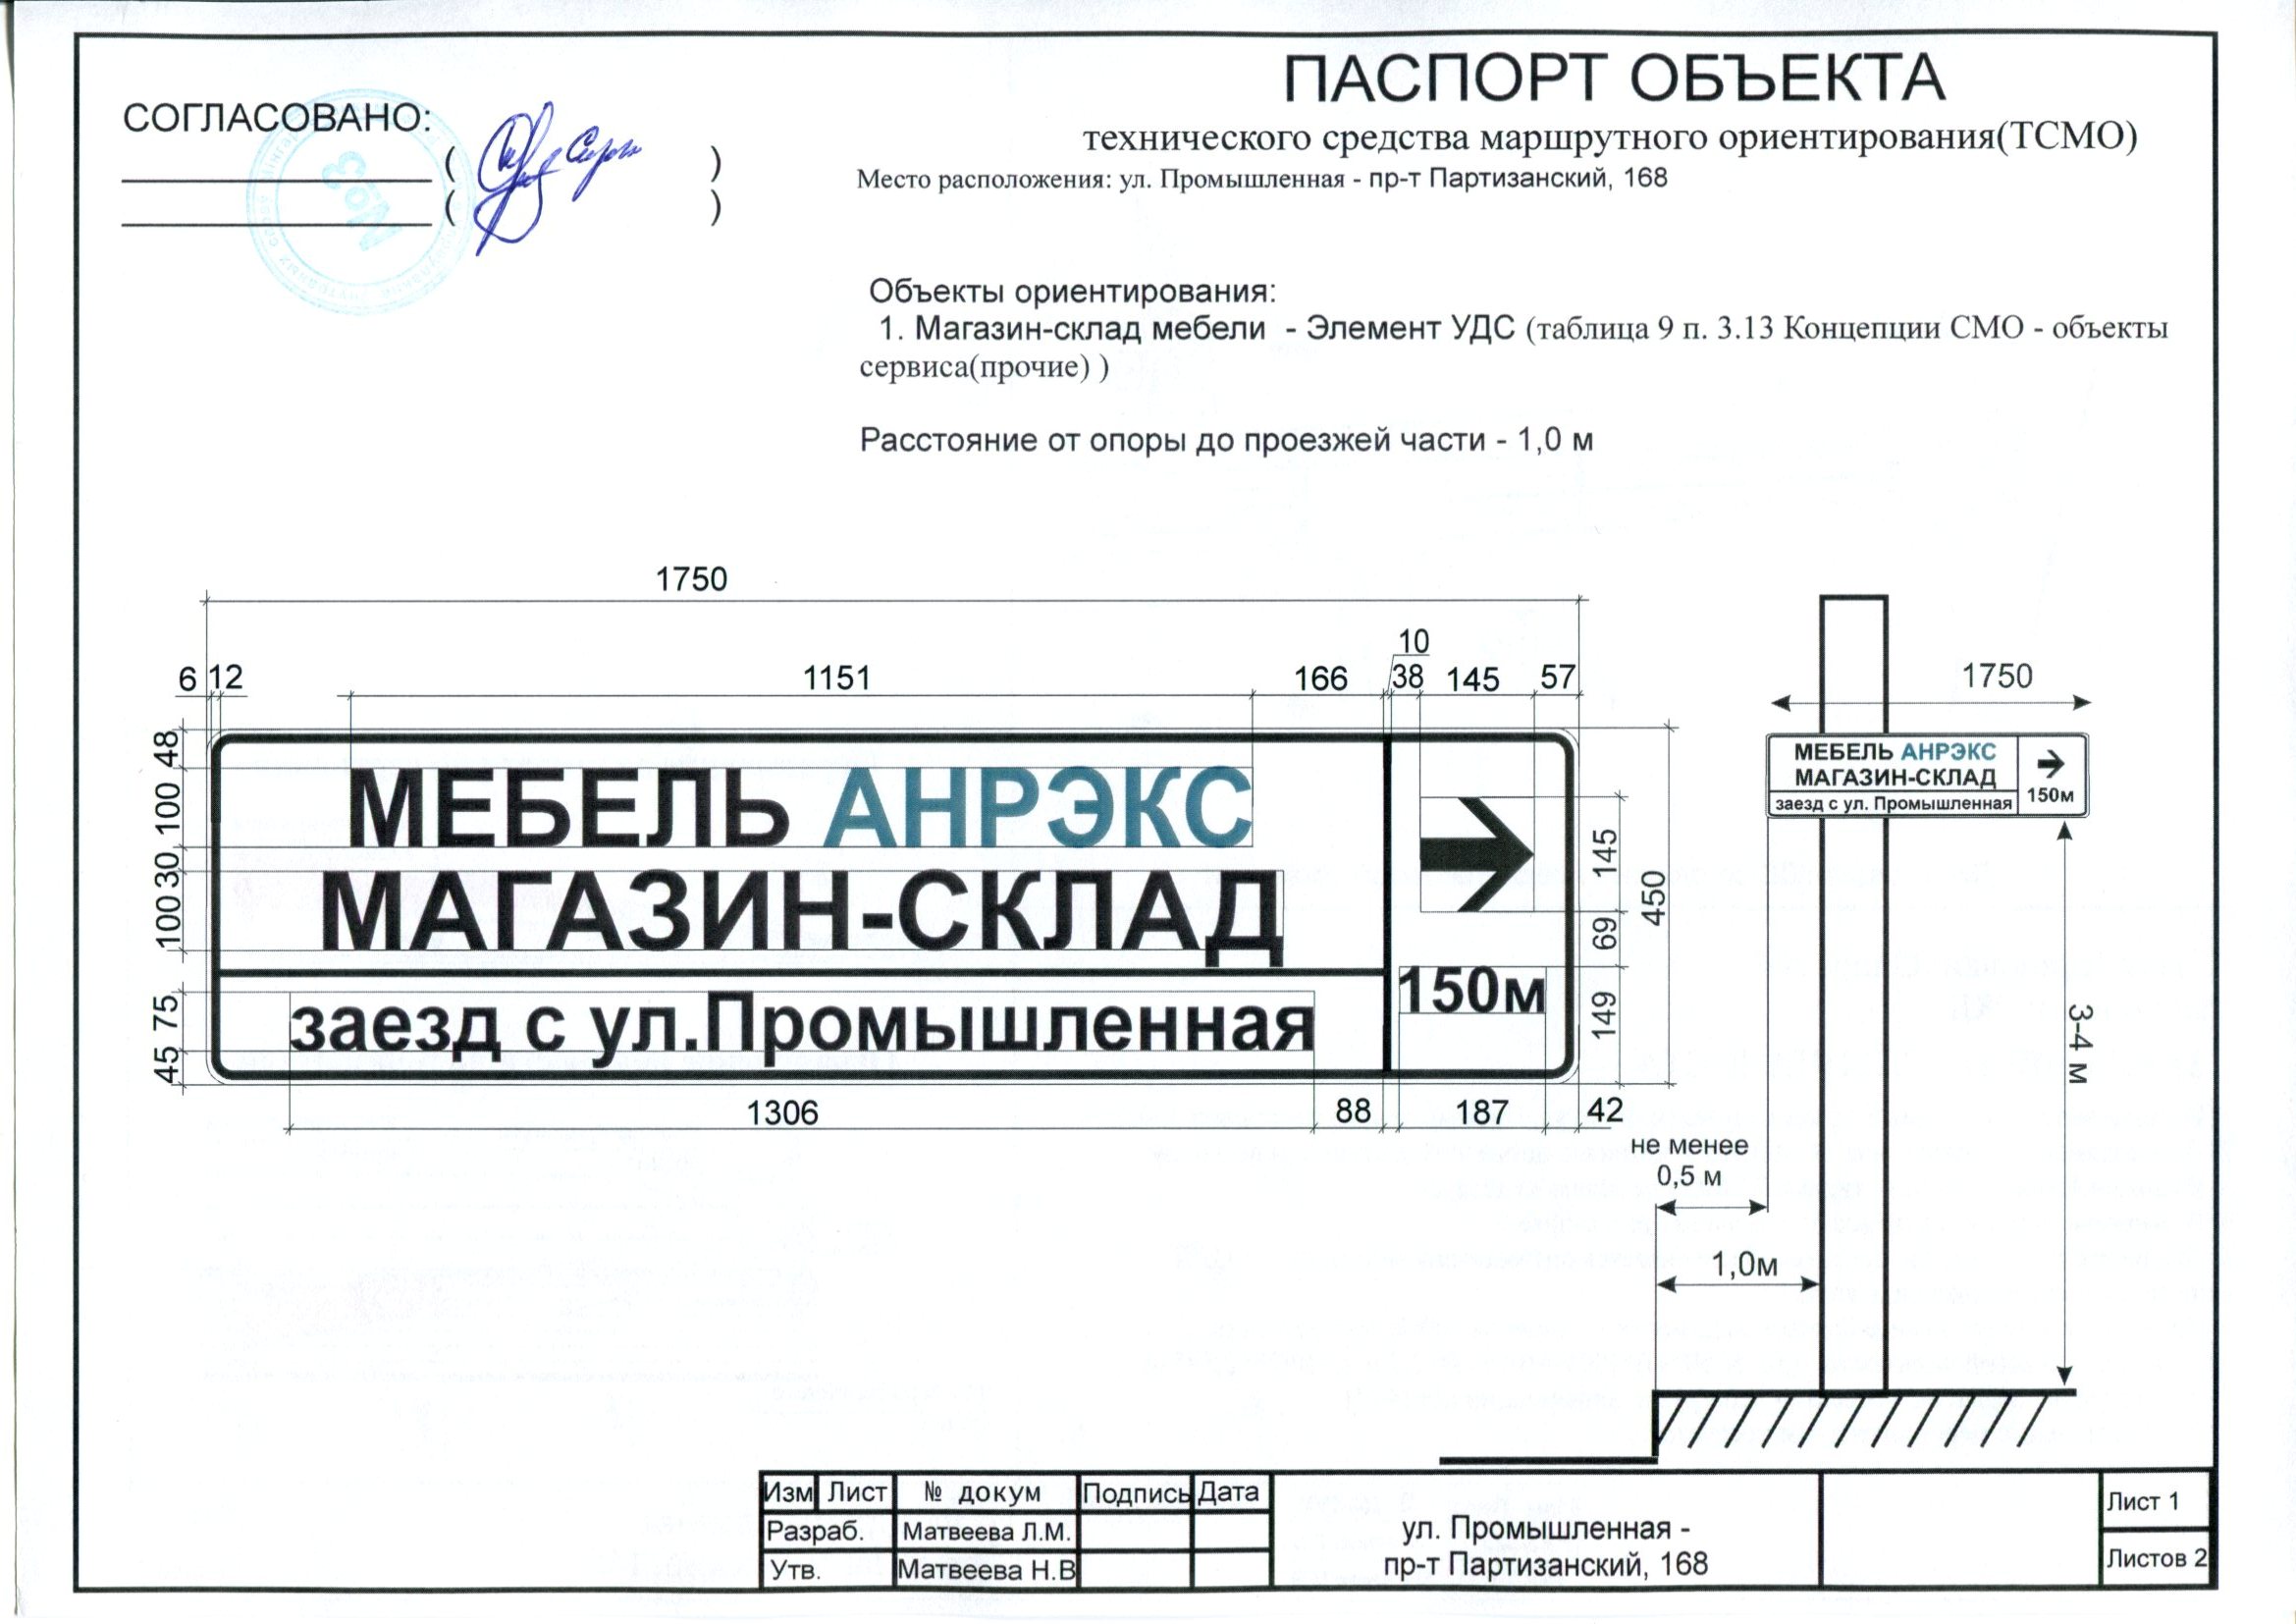 СОГЛАСОВАНО:
(                )
(                )
№3
ПАСПОРТ ОБЪЕКТА
технического средства маршрутного ориентирования(ТСМО)
Место расположения: ул. Промышленная - пр-т Партизанский, 168
Объекты ориентирования:
1. Магазин-склад мебели - Элемент УДС (таблица 9 п. 3.13 Концепции СМО - объекты
сервиса(прочие) )
Расстояние от опоры до проезжей части - 1,0 м
1750
10
6 12 1151 166 38 145 57
48
100
30
100
75
45
МЕБЕЛЬ АНРЭКС
МАГАЗИН-СКЛАД
заезд с ул.Промышленная
150м
145
69
149
450
1306 88 187 42
1750
МЕБЕЛЬ АНРЭКС
МАГАЗИН-СКЛАД
заезд с ул. Промышленная
150м
3-4 м
не менее
0,5 м
1,0м
Изм Лист № докум Подпись Дата
Разраб. Матвеева Л.М.
Утв. Матвеева Н.В
ул. Промышленная -
пр-т Партизанский, 168
Лист 1
Листов 2